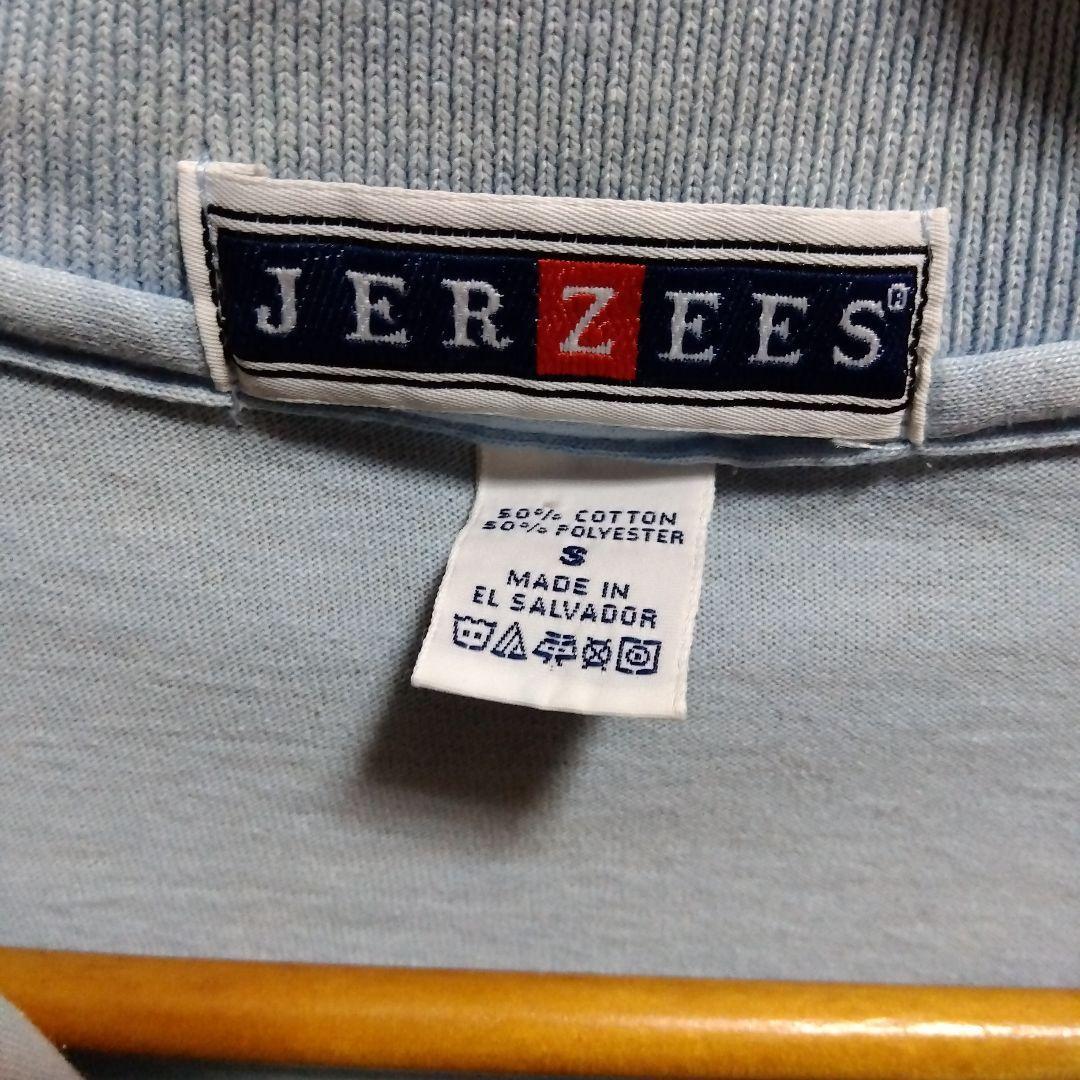 JERZEES®
50% COTTON
50% POLYESTER
S
MADE IN
EL SALVADOR